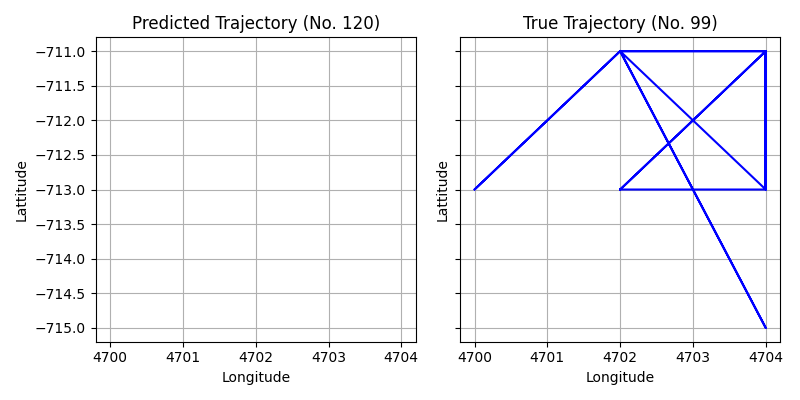 Predicted Trajectory (No. 120)
True Trajectory (No. 99)
−711.0
−711.5
−712.0
−712.5
−713.0
−713.5
−714.0
−714.5
−715.0
Lattitude
Lattitude
4700 4701 4702 4703 4704
4700 4701 4702 4703 4704
Longitude
Longitude